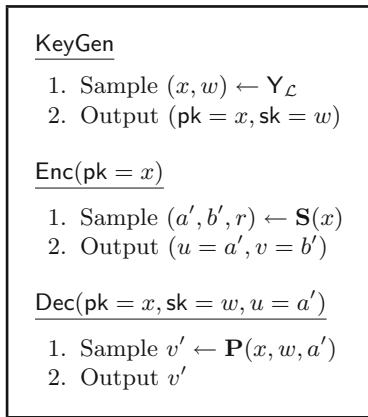 KeyGen
1. Sample (x, w) ← Y_𝓛
2. Output (pk = x, sk = w)
Enc(pk = x)
1. Sample (a′, b′, r) ← S(x)
2. Output (u = a′, v = b′)
Dec(pk = x, sk = w, u = a′)
1. Sample v′ ← P(x, w, a′)
2. Output v′